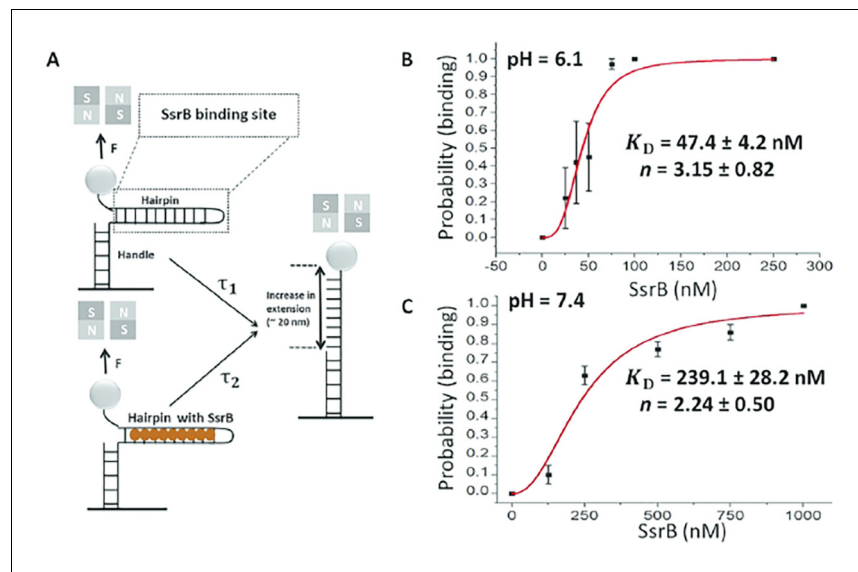 A
S N
N S
F
SsrB binding site
Hairpin
Handle
τ1
S N
N S
Increase in
extension
(~ 20 nm)
S N
N S
F
τ2
Hairpin with SsrB
B
pH = 6.1
Probability (binding)
1.0
0.9
0.8
0.7
0.6
0.5
0.4
0.3
0.2
0.1
0.0
KD = 47.4 ± 4.2 nM
n = 3.15 ± 0.82
-50 0 50 100 150 200 250 300
SsrB (nM)
C
pH = 7.4
Probability (binding)
1.0
0.9
0.8
0.7
0.6
0.5
0.4
0.3
0.2
0.1
0.0
KD = 239.1 ± 28.2 nM
n = 2.24 ± 0.50
0 250 500 750 1000
SsrB (nM)